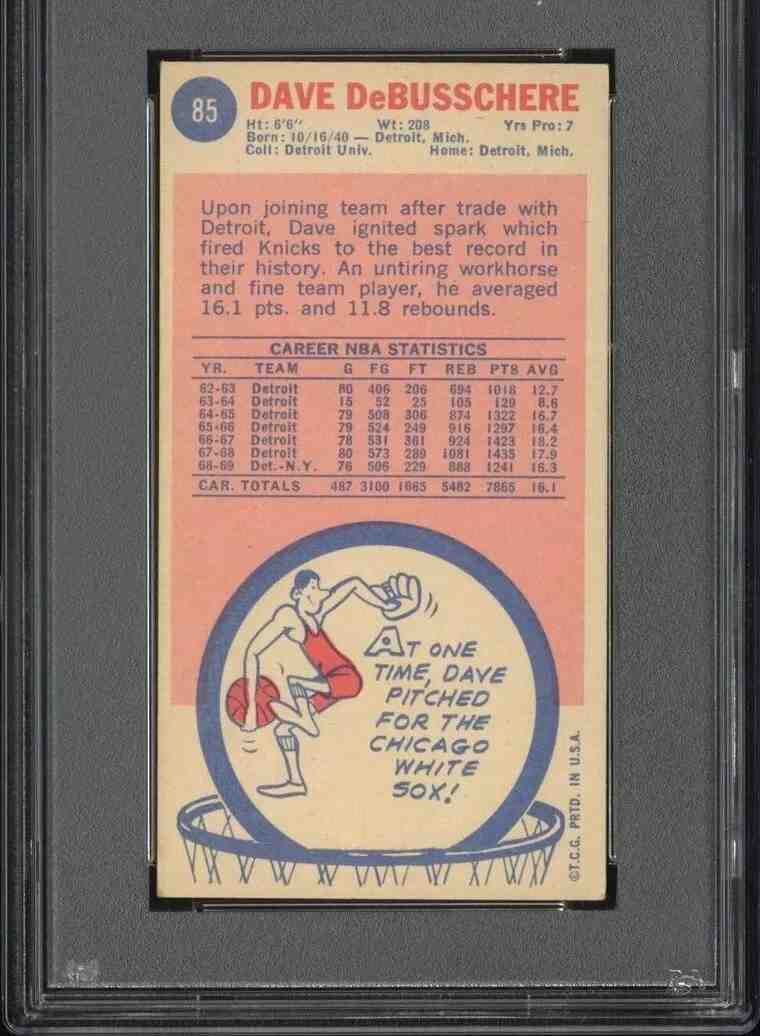 85
DAVE DeBUSSCHERE
Ht: 6'6" Wt: 208 Yrs Pro: 7
Born: 10/16/40 — Detroit, Mich.
Coll: Detroit Univ. Home: Detroit, Mich.
Upon joining team after trade with
Detroit, Dave ignited spark which
fired Knicks to the best record in
their history. An untiring workhorse
and fine team player, he averaged
16.1 pts. and 11.8 rebounds.
CAREER NBA STATISTICS
YR. TEAM G FG FT REB PTS AVG
62-63 Detroit 80 406 206 694 1018 12.7
63-64 Detroit 15 52 25 105 129 8.6
64-65 Detroit 79 508 306 874 1322 16.7
65-66 Detroit 79 524 249 916 1297 16.4
66-67 Detroit 78 531 361 924 1423 18.2
67-68 Detroit 80 573 289 1081 1435 17.9
68-69 Det.-N.Y. 76 506 229 888 1241 16.3
CAR. TOTALS 487 3100 1665 5482 7865 16.1
AT ONE
TIME, DAVE
PITCHED
FOR THE
CHICAGO
WHITE
SOX!
©T.C.G. PRTD. IN U.S.A.